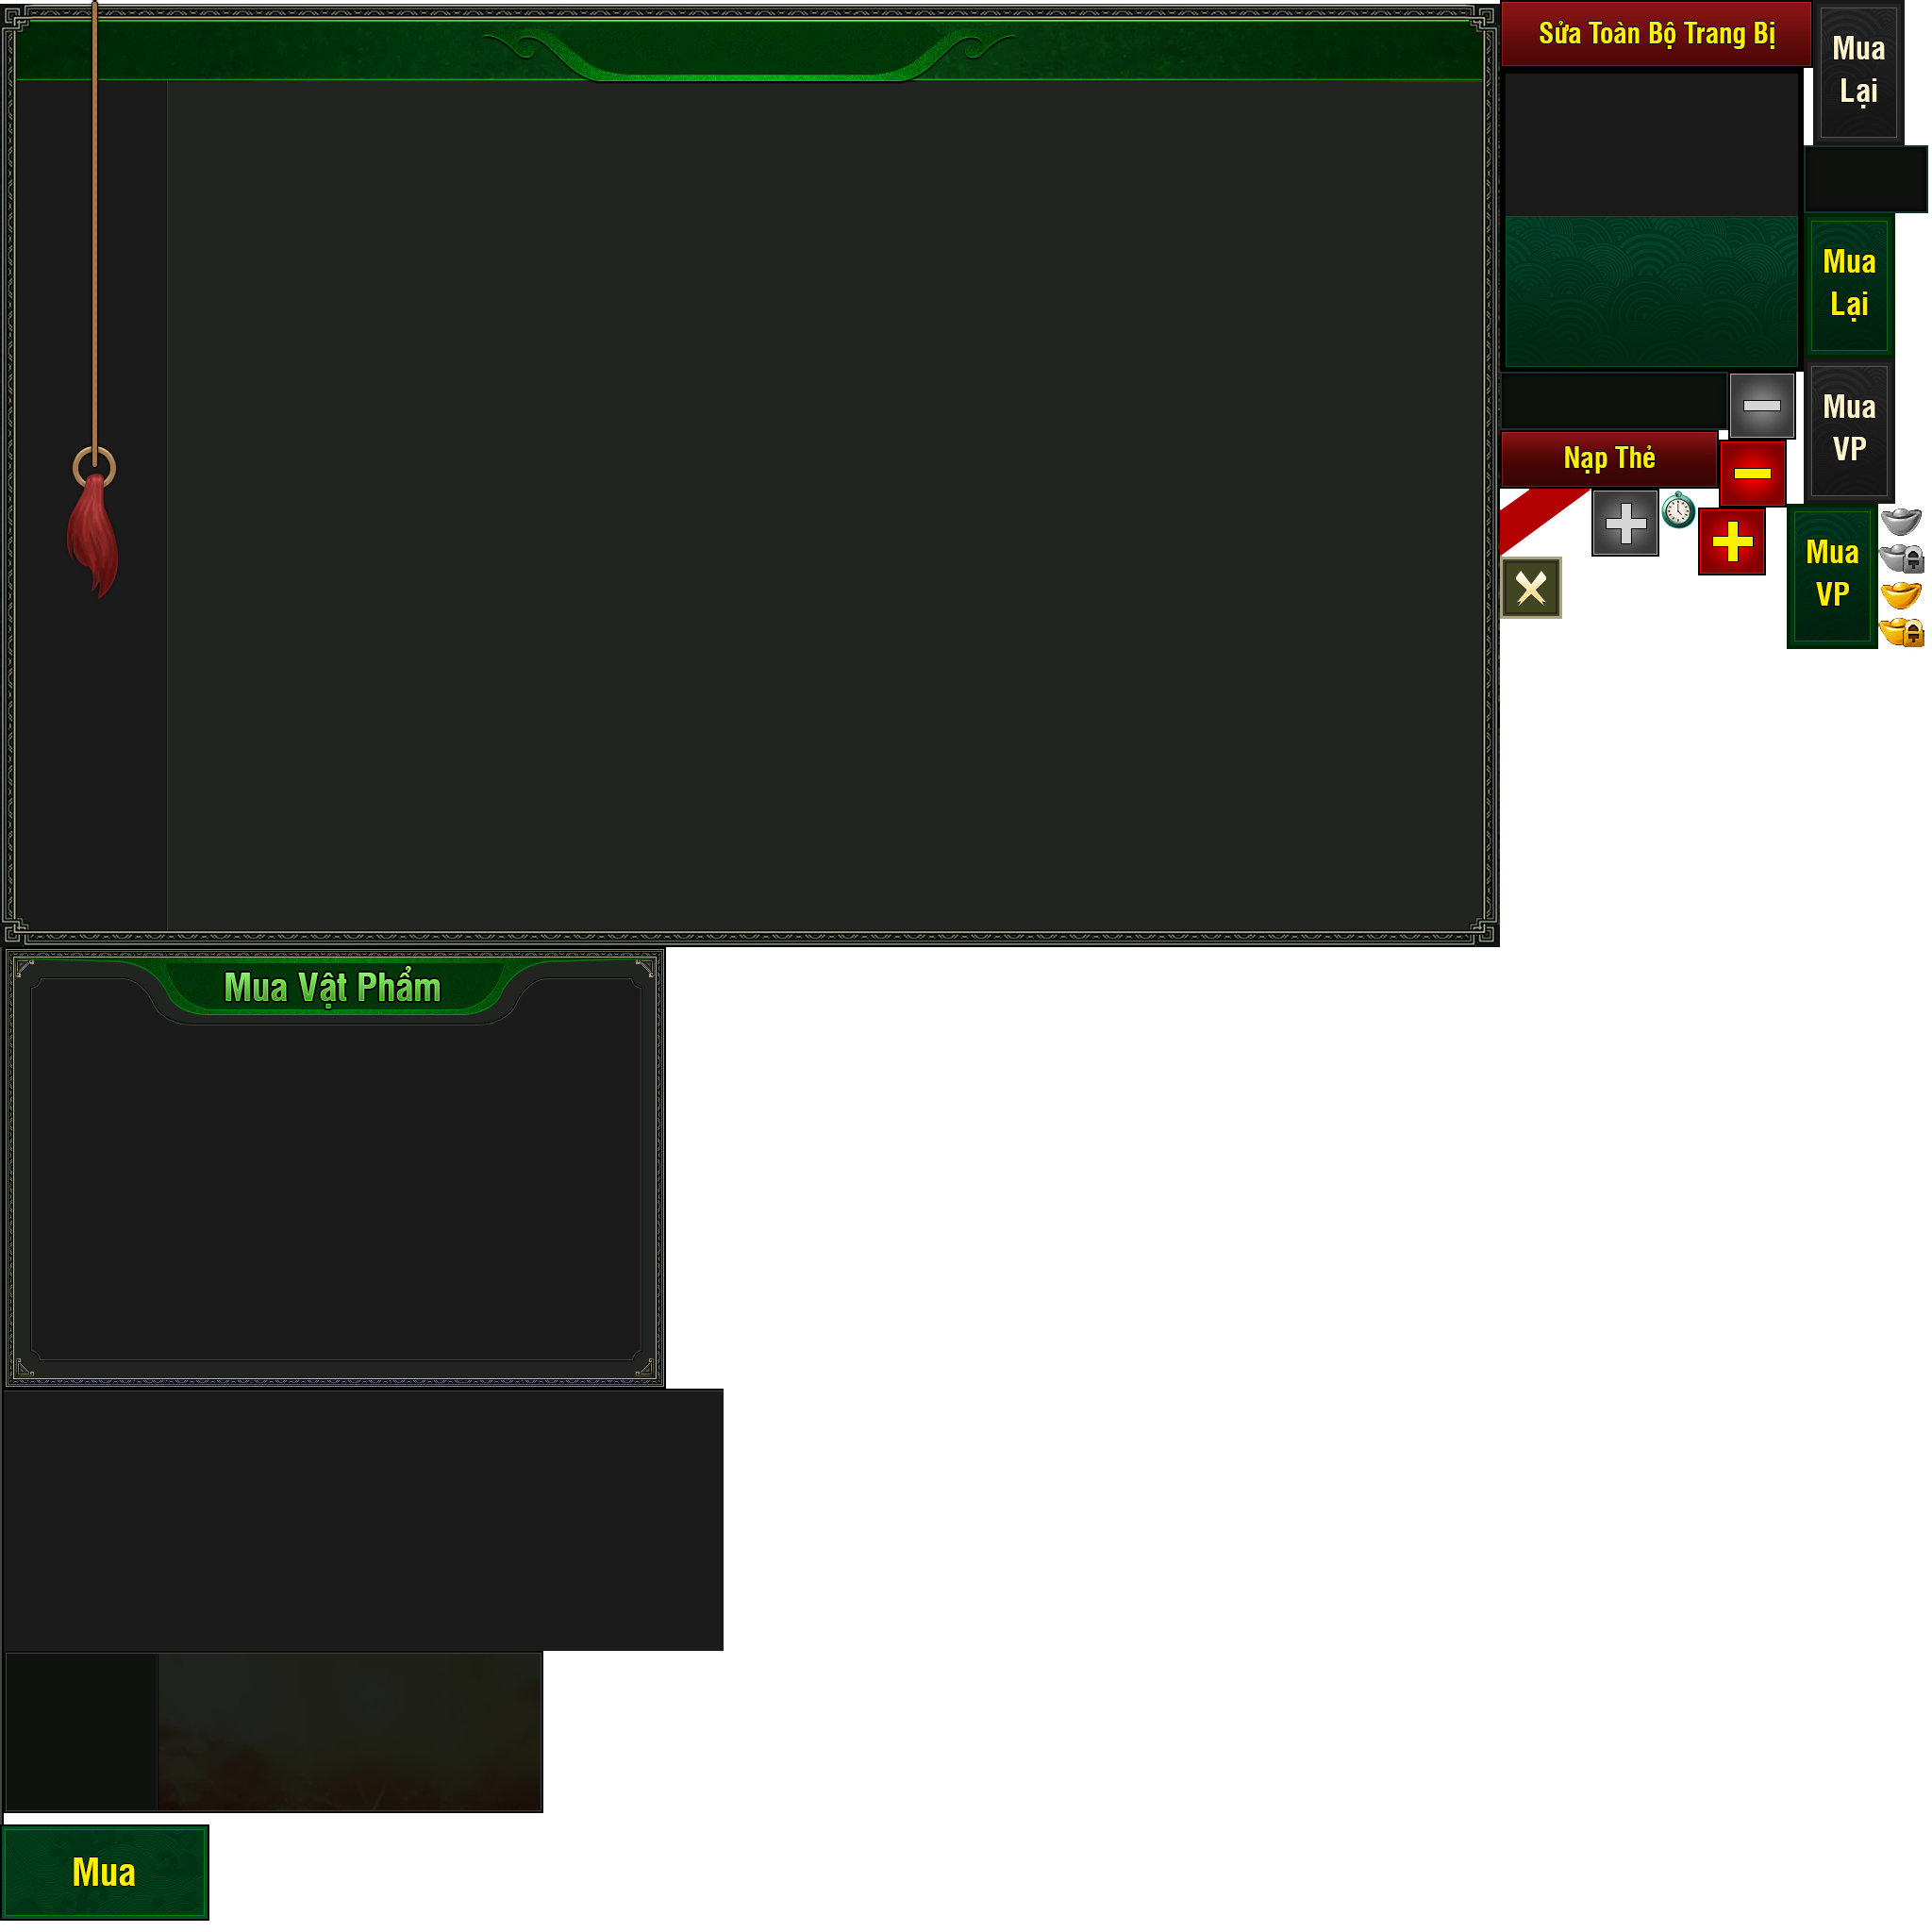 Sửa Toàn Bộ Trang Bị
Mua
Lại
Mua
Lại
Mua
VP
Nạp Thẻ
Mua
VP
Mua Vật Phẩm
Mua